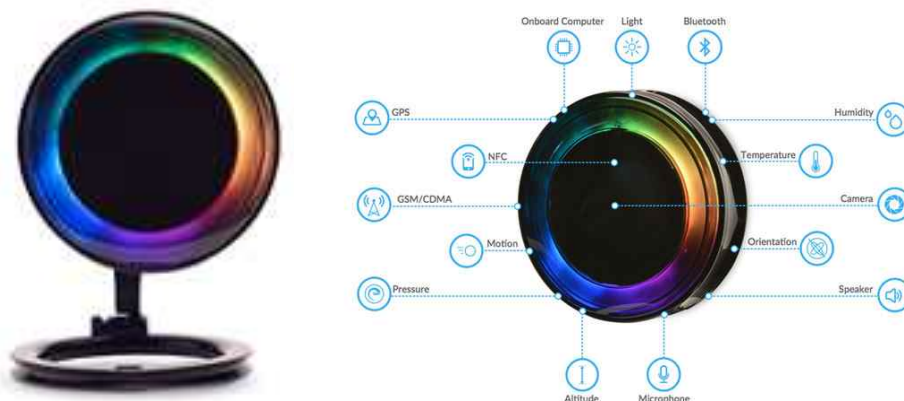 Onboard Computer
Light
Bluetooth
GPS
Humidity
NFC
Temperature
GSM/CDMA
Camera
Motion
Orientation
Pressure
Speaker
Altitude
Microphone